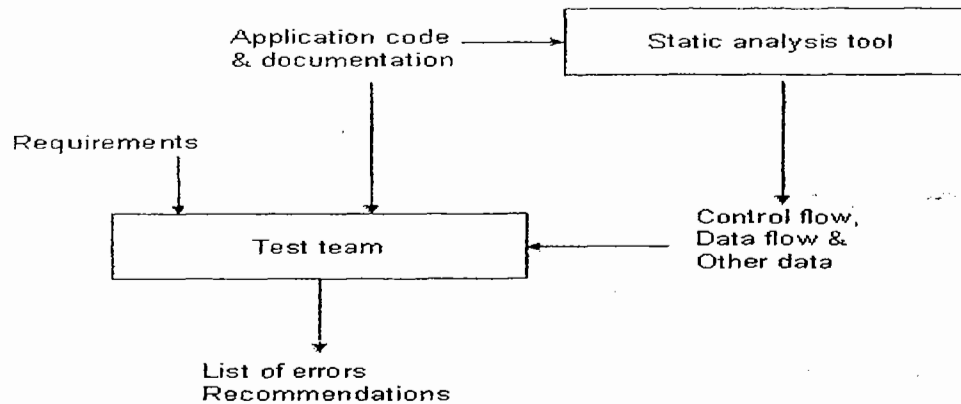 Application code
& documentation
Static analysis tool
Requirements
Test team
Control flow,
Data flow &
Other data
List of errors
Recommendations